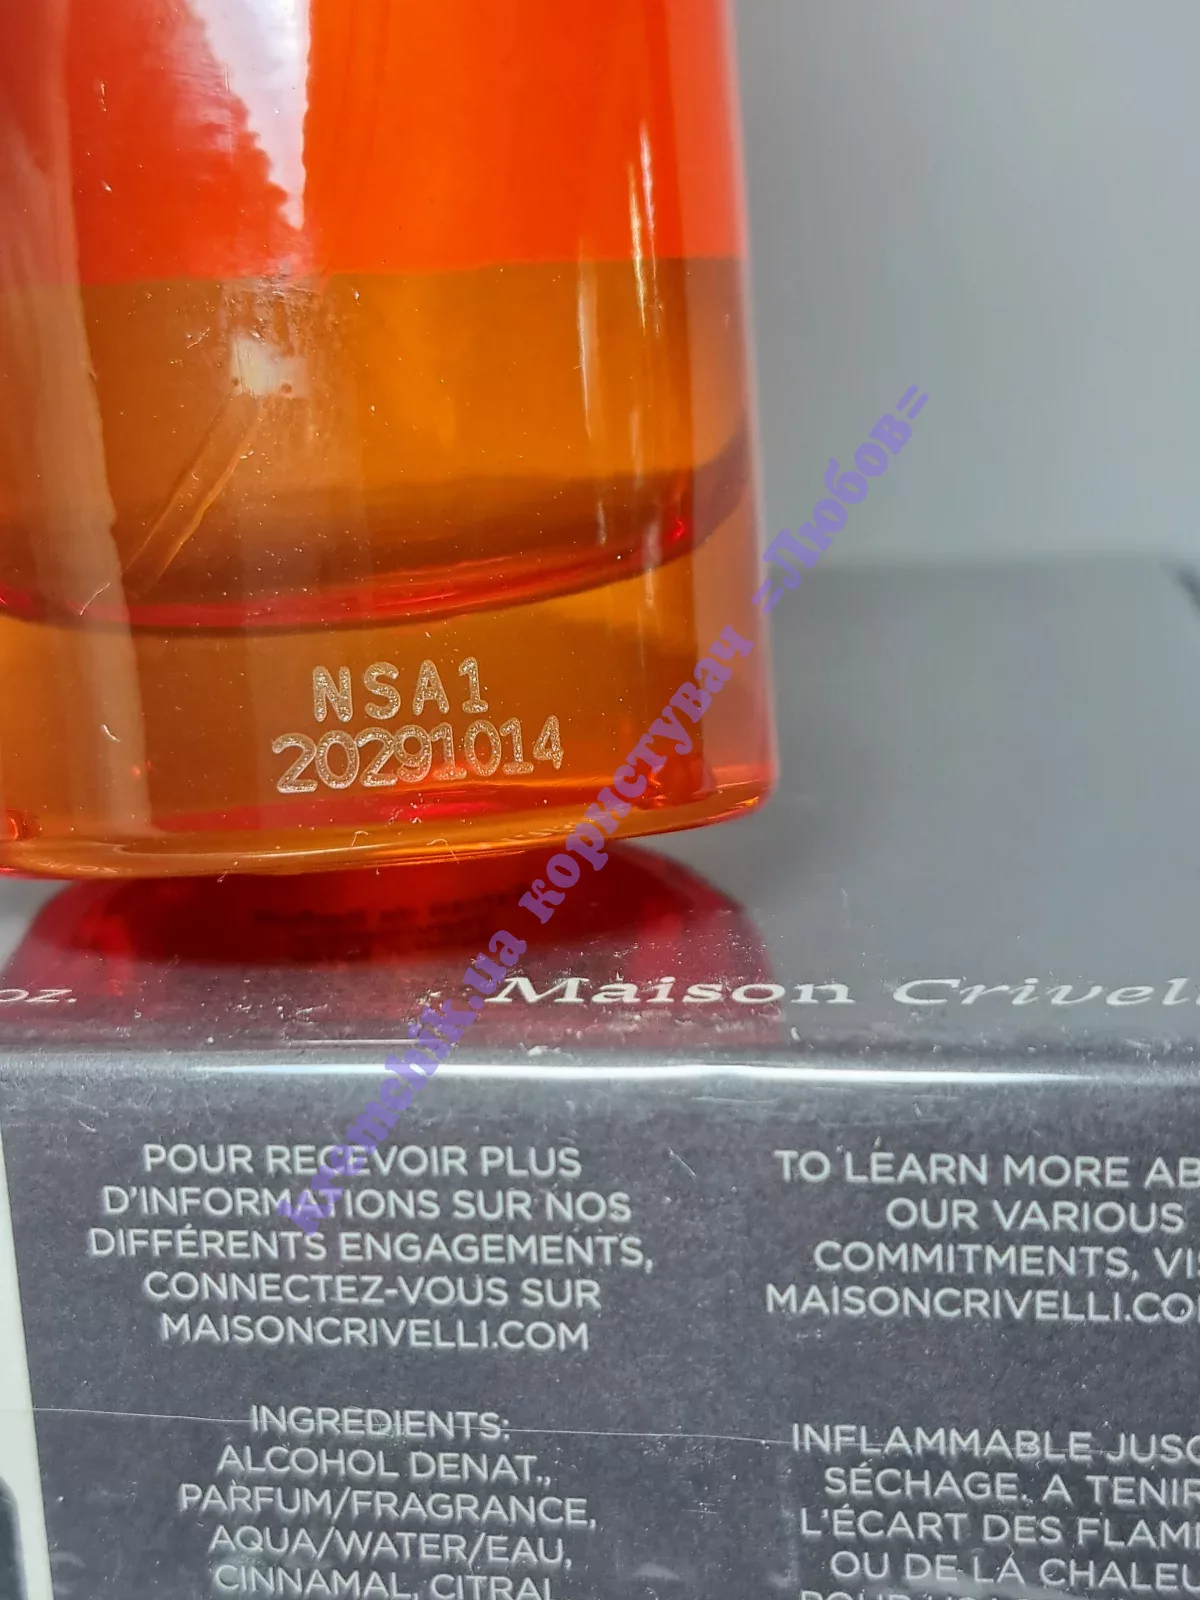 NSA1
20291014
kremchik.ua користувач =Любов=
oz.
Maison Crivel
POUR RECEVOIR PLUS
D'INFORMATIONS SUR NOS
DIFFÉRENTS ENGAGEMENTS,
CONNECTEZ-VOUS SUR
MAISONCRIVELLI.COM
TO LEARN MORE AB
OUR VARIOUS
COMMITMENTS, VIS
MAISONCRIVELLI.CO
INGREDIENTS:
ALCOHOL DENAT.,
PARFUM/FRAGRANCE,
AQUA/WATER/EAU,
CINNAMAL, CITRAL
INFLAMMABLE JUSQ
SÉCHAGE. A TENIR
L'ÉCART DES FLAMM
OU DE LA CHALEU